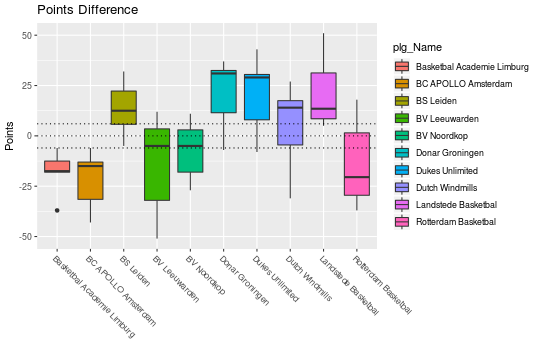 Points Difference
Points
50
25
0
-25
-50
Basketbal Academie Limburg
BC APOLLO Amsterdam
BS Leiden
BV Leeuwarden
BV Noordkop
Donar Groningen
Dukes Unlimited
Dutch Windmills
Landstede Basketbal
Rotterdam Basketbal
plg_Name
Basketbal Academie Limburg
BC APOLLO Amsterdam
BS Leiden
BV Leeuwarden
BV Noordkop
Donar Groningen
Dukes Unlimited
Dutch Windmills
Landstede Basketbal
Rotterdam Basketbal